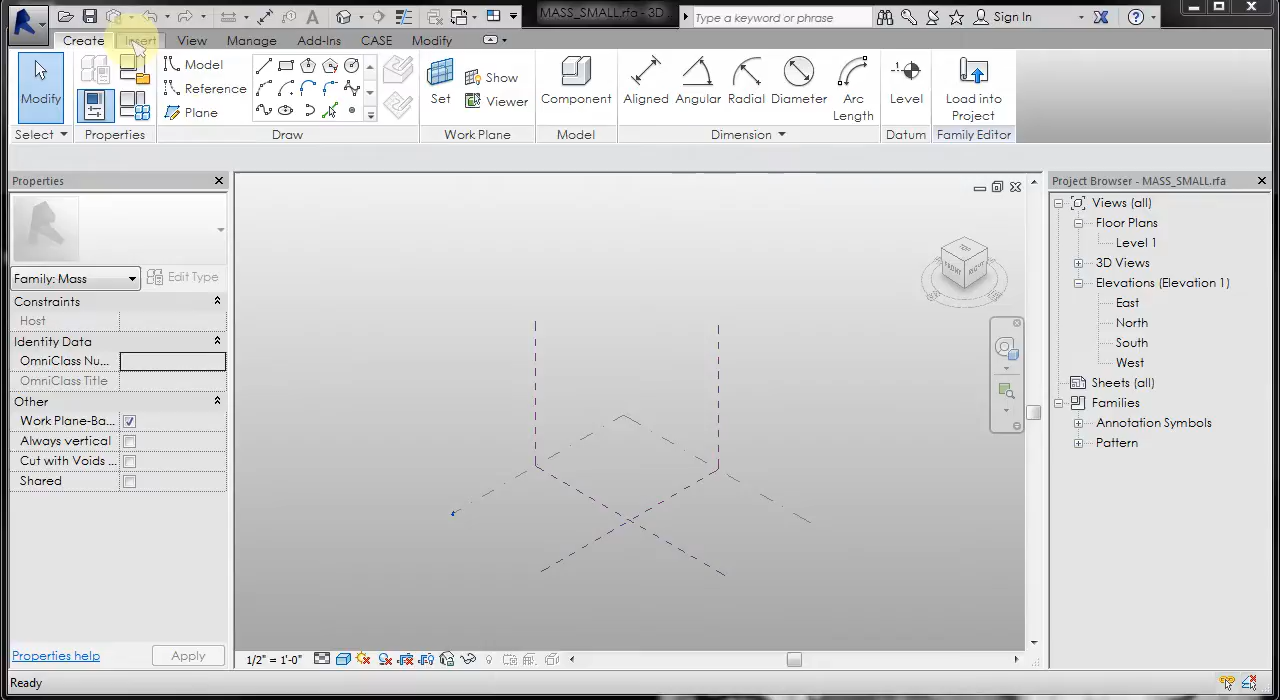 MASS_SMALL.rfa - 3D
Type a keyword or phrase
Sign In
Create Insert View Manage Add-Ins CASE Modify
Modify
Select
Properties
Model
Reference
Plane
Draw
Set
Show
Viewer
Work Plane
Component
Model
Aligned
Angular
Radial
Diameter
Arc
Length
Dimension
Level
Datum
Load into
Project
Family Editor
Properties
Family: Mass
Edit Type
Constraints
Host
Identity Data
OmniClass Nu...
OmniClass Title
Other
Work Plane-Ba...
Always vertical
Cut with Voids ...
Shared
Properties help
Apply
TOP
FRONT
RIGHT
1/2" = 1'-0"
Project Browser - MASS_SMALL.rfa
Views (all)
Floor Plans
Level 1
3D Views
Elevations (Elevation 1)
East
North
South
West
Sheets (all)
Families
Annotation Symbols
Pattern
Ready